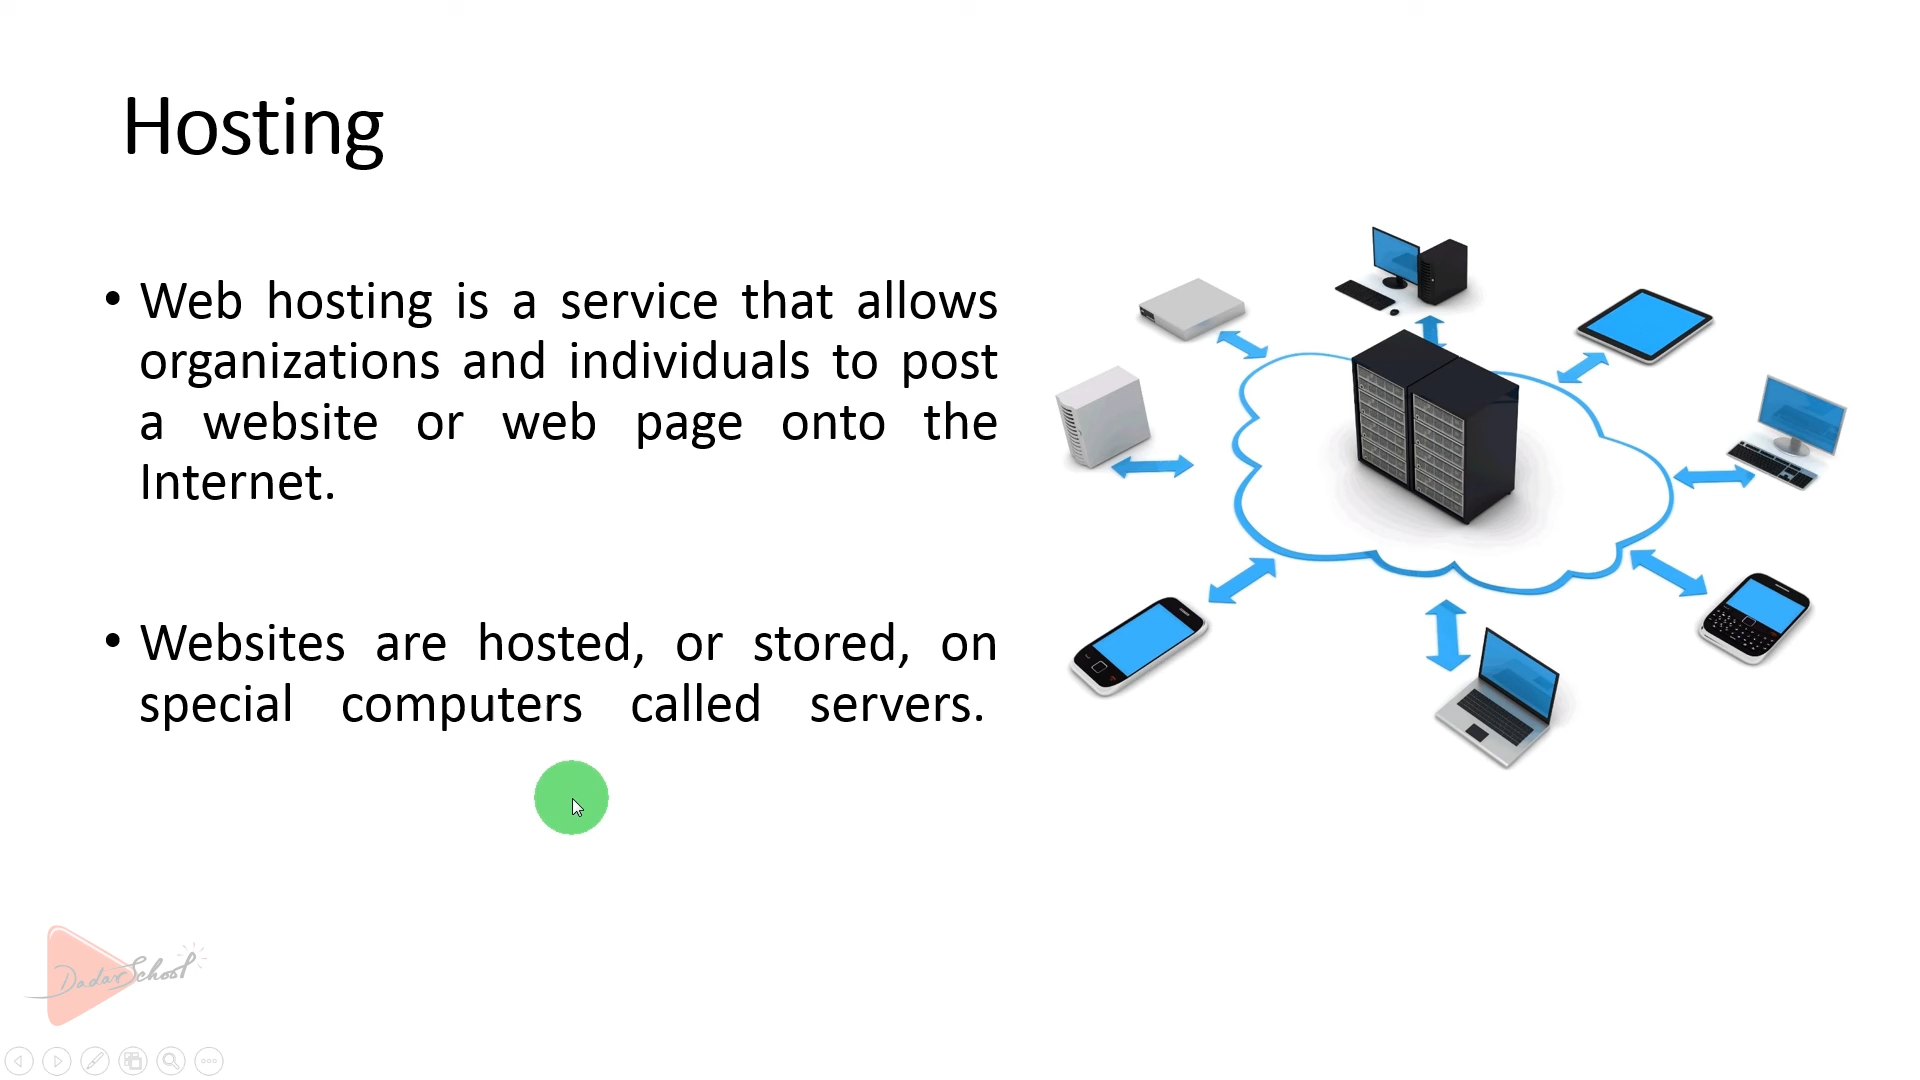 Hosting
• Web hosting is a service that allows
organizations and individuals to post
a website or web page onto the
Internet.
• Websites are hosted, or stored, on
special computers called servers.
DadarSchool